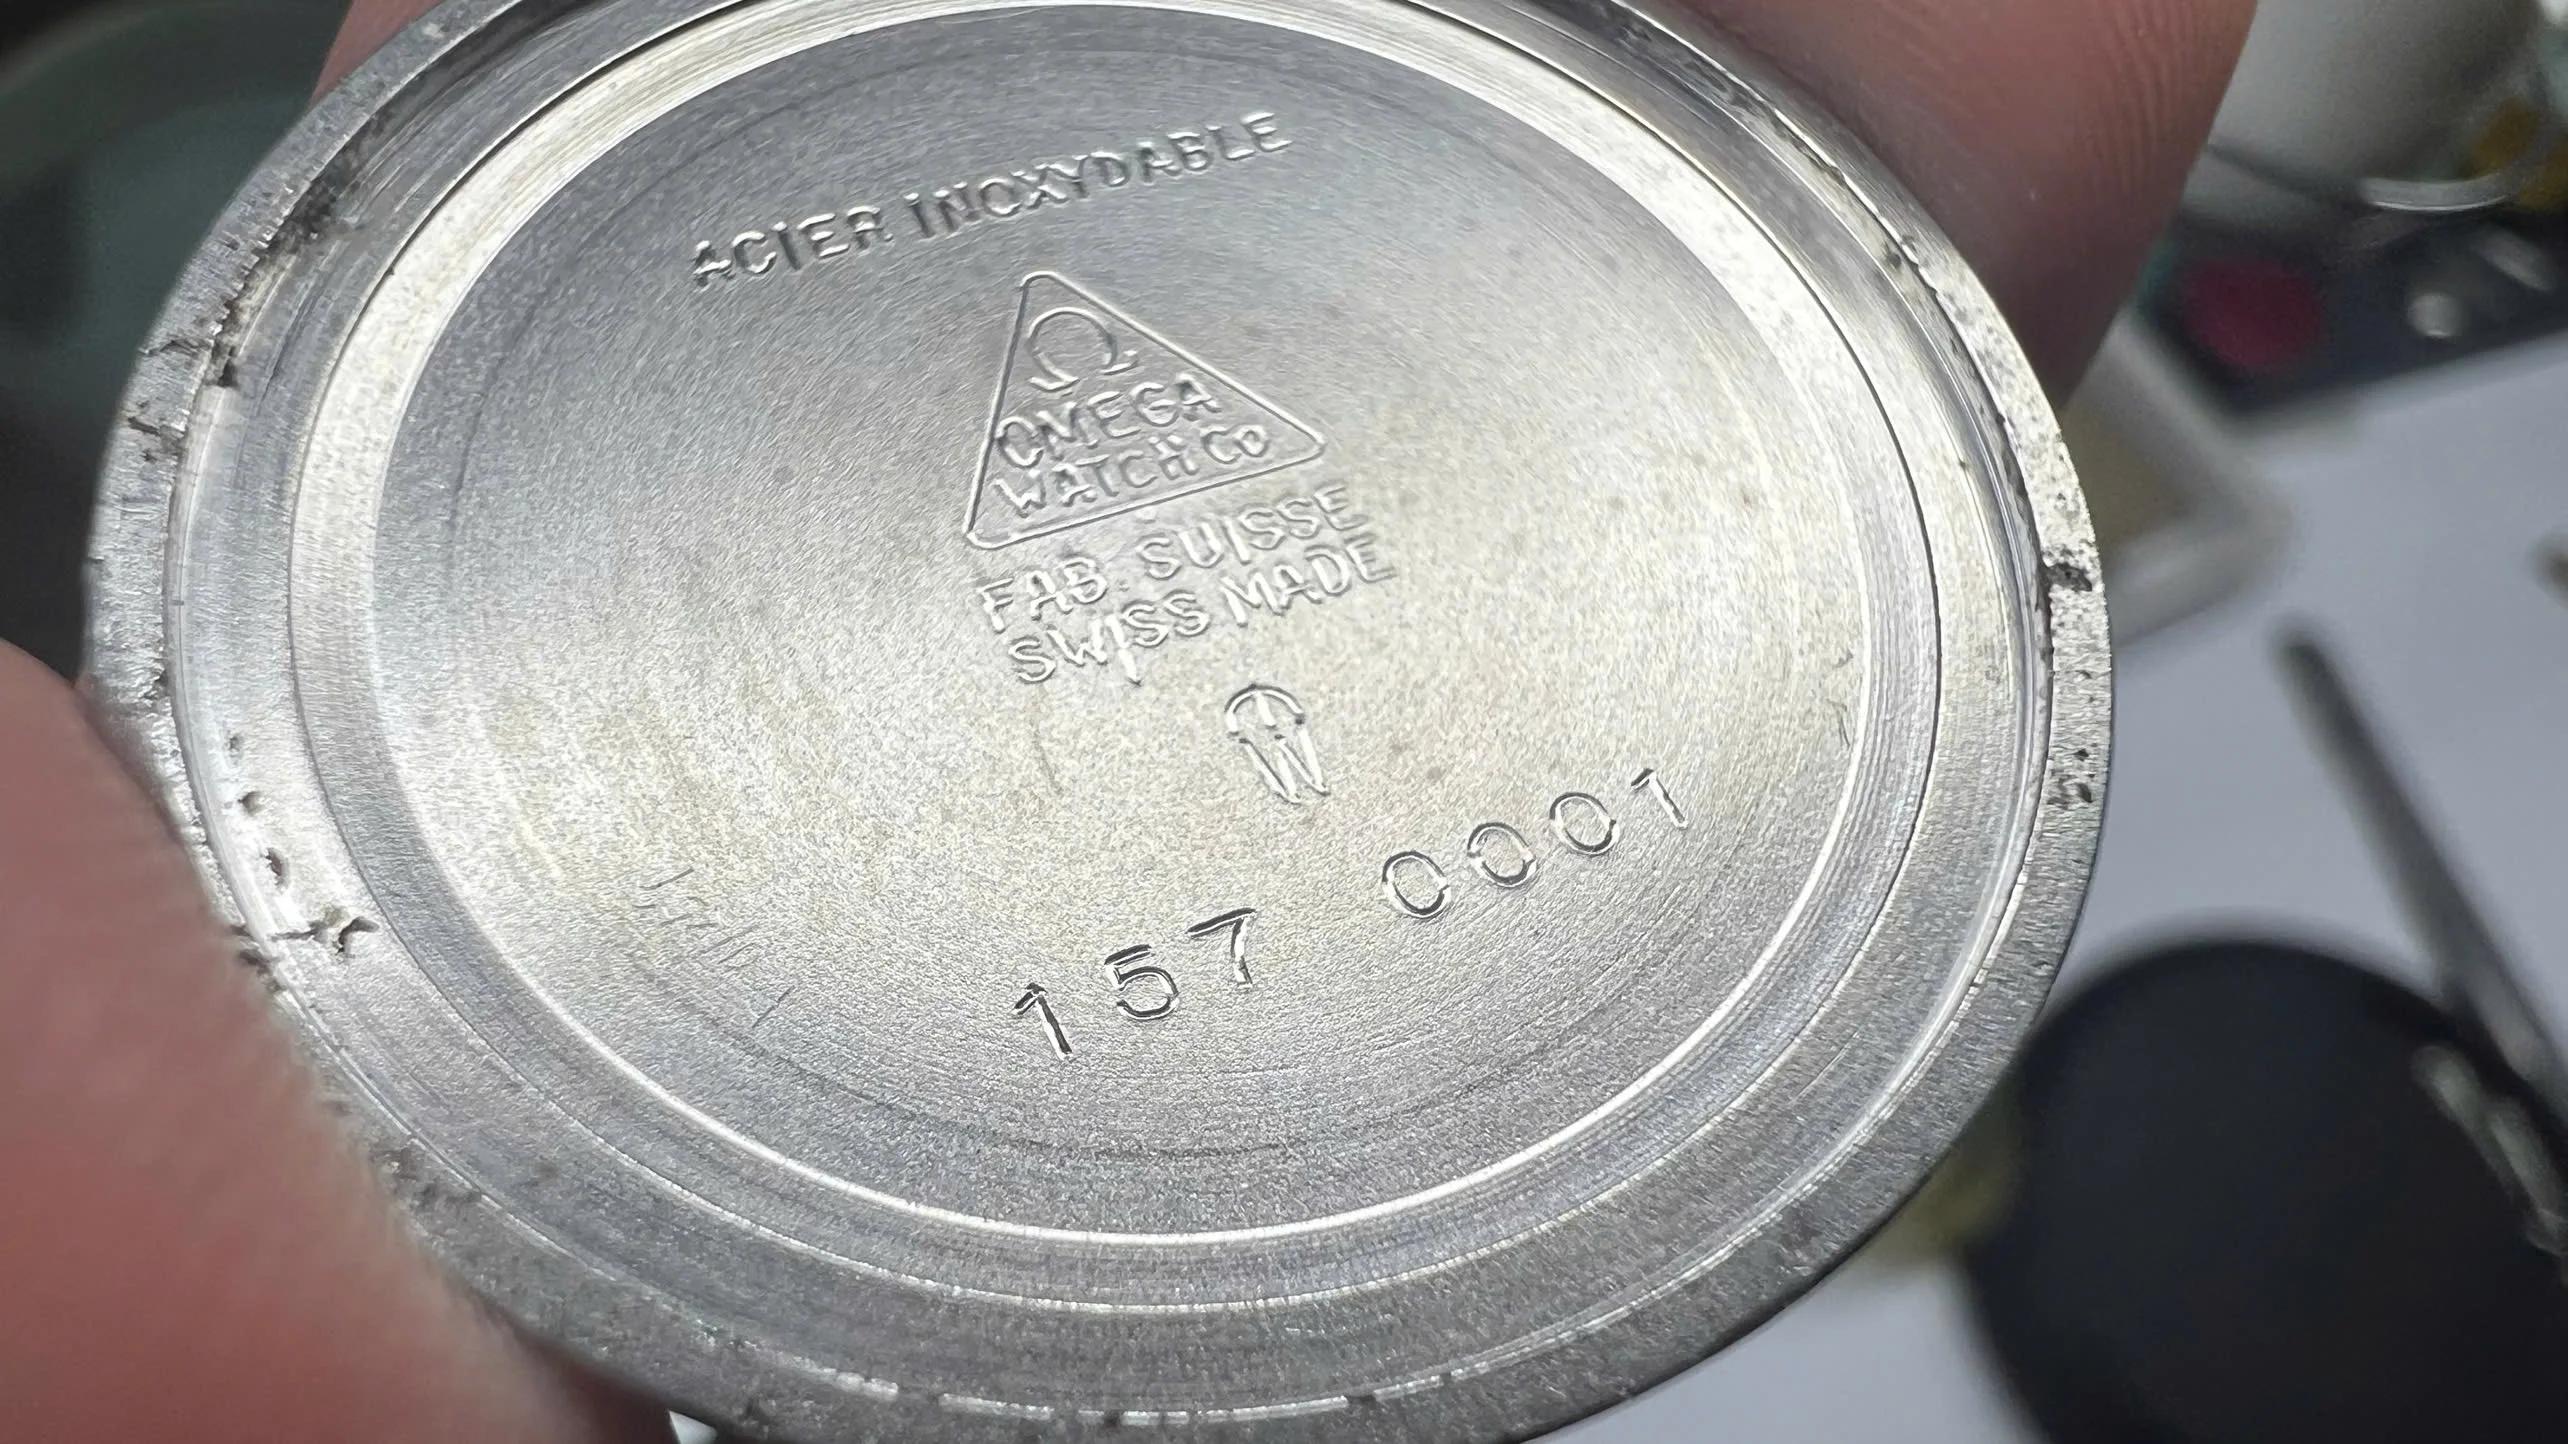 ACIER INOXYDABLE
Ω
OMEGA
WATCH Co
FAB. SUISSE
SWISS MADE
157 0001